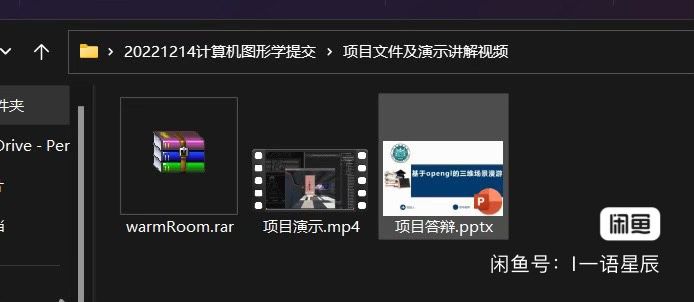 20221214计算机图形学提交 > 项目文件及演示讲解视频
件夹
Drive - Per
warmRoom.rar
项目演示.mp4
基于opengl的三维场景漫游
项目答辩.pptx
闲鱼
闲鱼号：l一语星辰